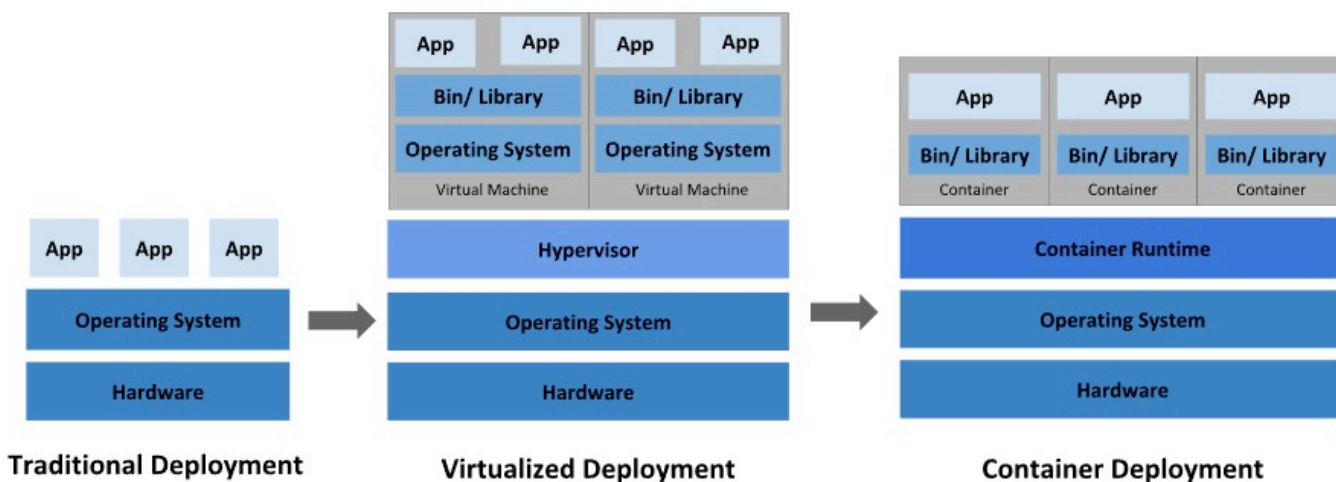 App App App
Operating System
Hardware
Traditional Deployment
App App App App
Bin/ Library Bin/ Library
Operating System Operating System
Virtual Machine Virtual Machine
Hypervisor
Operating System
Hardware
Virtualized Deployment
App App App
Bin/ Library Bin/ Library Bin/ Library
Container Container Container
Container Runtime
Operating System
Hardware
Container Deployment